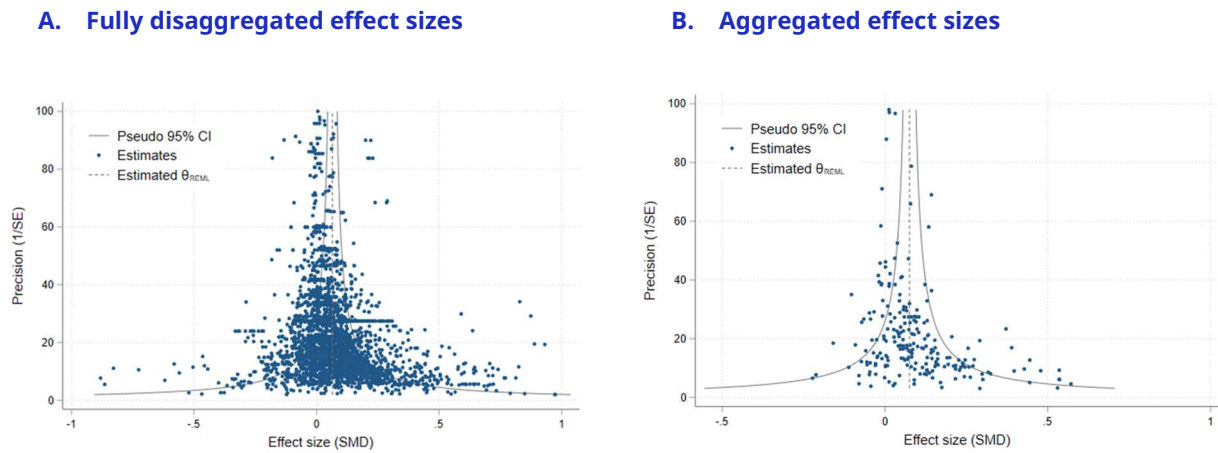 A. Fully disaggregated effect sizes
100
80
60
40
20
0
-1
-.5
0
.5
1
Precision (1/SE)
Effect size (SMD)
Pseudo 95% CI
Estimates
Estimated θREML
B. Aggregated effect sizes
100
80
60
40
20
0
-.5
0
.5
1
Precision (1/SE)
Effect size (SMD)
Pseudo 95% CI
Estimates
Estimated θREML